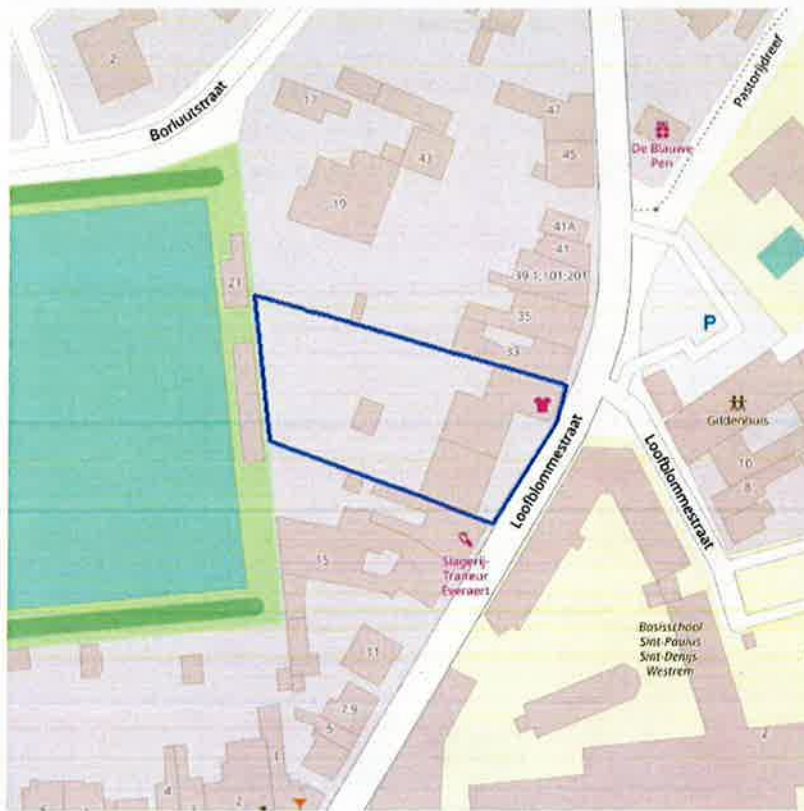 2
Borluutstraat
17
43
47
45
De Blauwe
Pen
Pastorijdreef
19
41A
41
39.1;101;201
21
35
33
P
Gildenhuis
10
8
Loofblommestraat
Loofblommestraat
Slagerij-
Traiteur
Everaert
15
Basisschool
Sint-Paulus
Sint-Denijs
Westrem
11
7-9
5
2
4
2